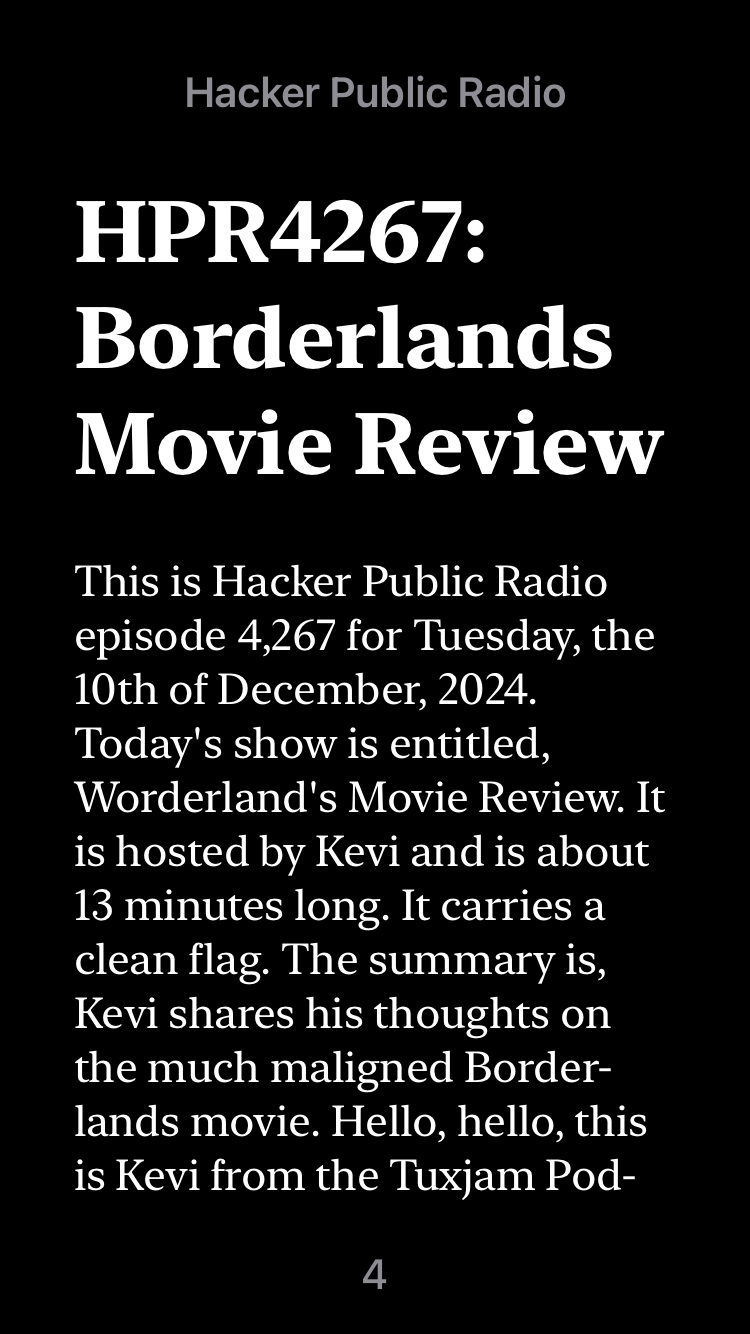 Hacker Public Radio
HPR4267:
Borderlands
Movie Review
This is Hacker Public Radio
episode 4,267 for Tuesday, the
10th of December, 2024.
Today's show is entitled,
Worderland's Movie Review. It
is hosted by Kevi and is about
13 minutes long. It carries a
clean flag. The summary is,
Kevi shares his thoughts on
the much maligned Border-
lands movie. Hello, hello, this
is Kevi from the Tuxjam Pod-
4